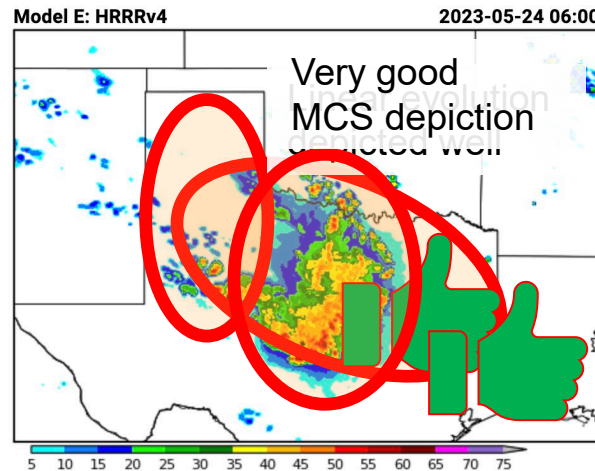 Model E: HRRRv4 2023-05-24 06:00
Very good
Linear evolution
MCS depiction
depicted well
5 10 15 20 25 30 35 40 45 50 55 60 65 70 75